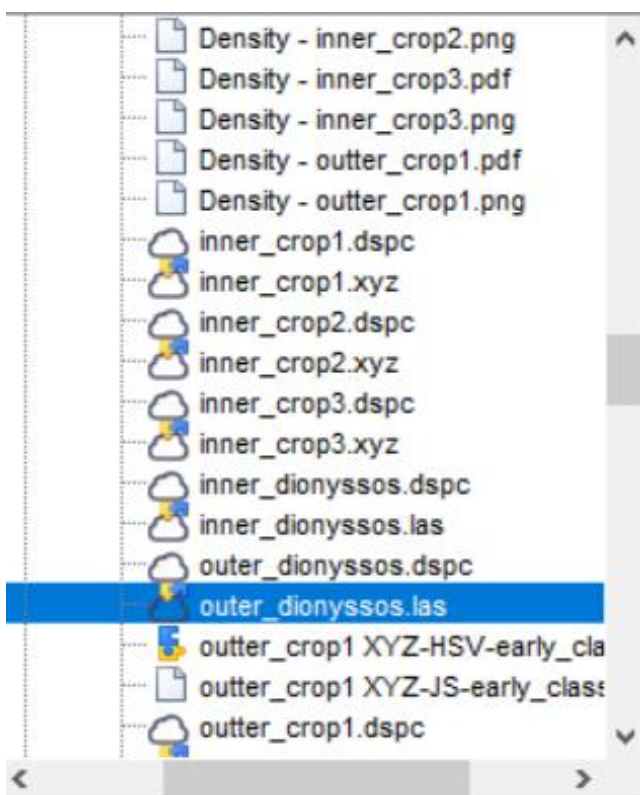 Density - inner_crop2.png
Density - inner_crop3.pdf
Density - inner_crop3.png
Density - outter_crop1.pdf
Density - outter_crop1.png
inner_crop1.dspc
inner_crop1.xyz
inner_crop2.dspc
inner_crop2.xyz
inner_crop3.dspc
inner_crop3.xyz
inner_dionyssos.dspc
inner_dionyssos.las
outer_dionyssos.dspc
outer_dionyssos.las
outter_crop1 XYZ-HSV-early_cla
outter_crop1 XYZ-JS-early_class
outter_crop1.dspc